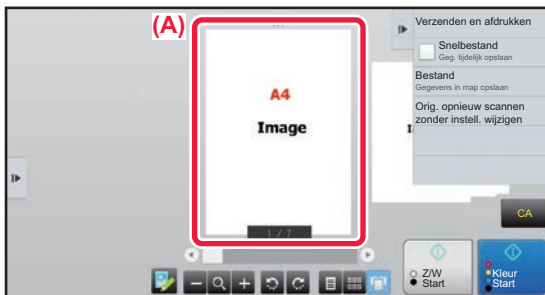 (A)
Verzenden en afdrukken
Snelbestand
Geg. tijdelijk opslaan
Bestand
Gegevens in map opslaan
Orig. opnieuw scannen
zonder instell. wijzigen
A4
Image
1 / 7
CA
Z/W
Start
Kleur
Start